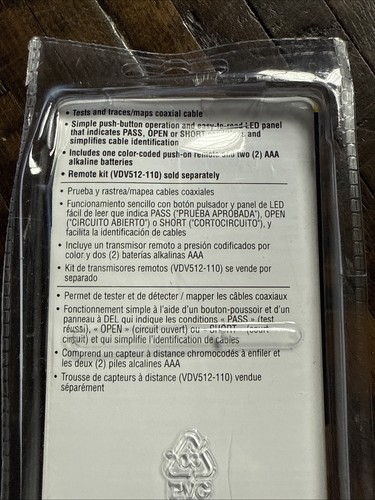 • Tests and traces/maps coaxial cable
• Simple push-button operation and easy-to-read LED panel
that indicates PASS, OPEN or SHORT and
simplifies cable identification
• Includes one color-coded push-on remote and two (2) AAA
alkaline batteries
• Remote kit (VDV512-110) sold separately
• Prueba y rastrea/mapea cables coaxiales
• Funcionamiento sencillo con botón pulsador y panel de LED
fácil de leer que indica PASS ("PRUEBA APROBADA"), OPEN
("CIRCUITO ABIERTO") o SHORT ("CORTOCIRCUITO"), y
facilita la identificación de cables
• Incluye un transmisor remoto a presión codificados por
color y dos (2) baterías alkalinas AAA
• Kit de transmisores remotos (VDV512-110) se vende por
separado
• Permet de tester et de détecter / mapper les câbles coaxiaux
• Fonctionnement simple à l'aide d'un bouton-poussoir et d'un
panneau à DEL qui indique les conditions « PASS » (test
réussi), « OPEN » (circuit ouvert) ou « SHORT » (court-
circuit) et qui simplifie l'identification de câbles
• Comprend un capteur à distance chromocodés à enfiler et
les deux (2) piles alcalines AAA
• Trousse de capteurs à distance (VDV512-110) vendue
séparément
03
PVC